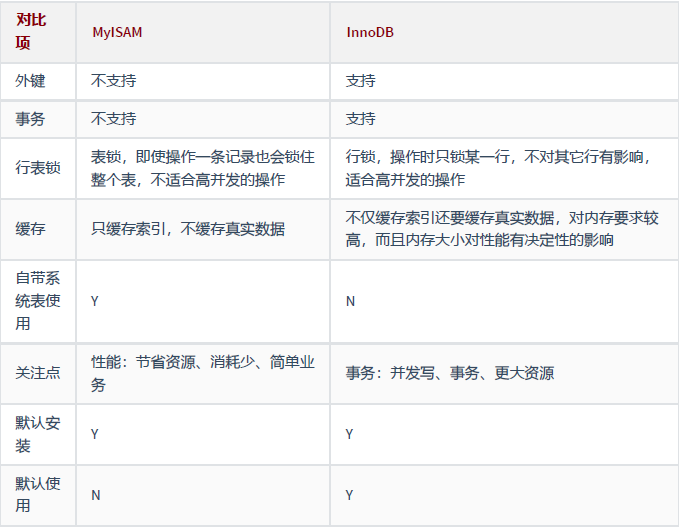 对比
项
MyISAM
InnoDB
外键
不支持
支持
事务
不支持
支持
行表锁
表锁，即使操作一条记录也会锁住
整个表，不适合高并发的操作
行锁，操作时只锁某一行，不对其它行有影响，
适合高并发的操作
缓存
只缓存索引，不缓存真实数据
不仅缓存索引还要缓存真实数据，对内存要求较
高，而且内存大小对性能有决定性的影响
自带系
统表使
用
Y
N
关注点
性能：节省资源、消耗少、简单业
务
事务：并发写、事务、更大资源
默认安
装
Y
Y
默认使
用
N
Y